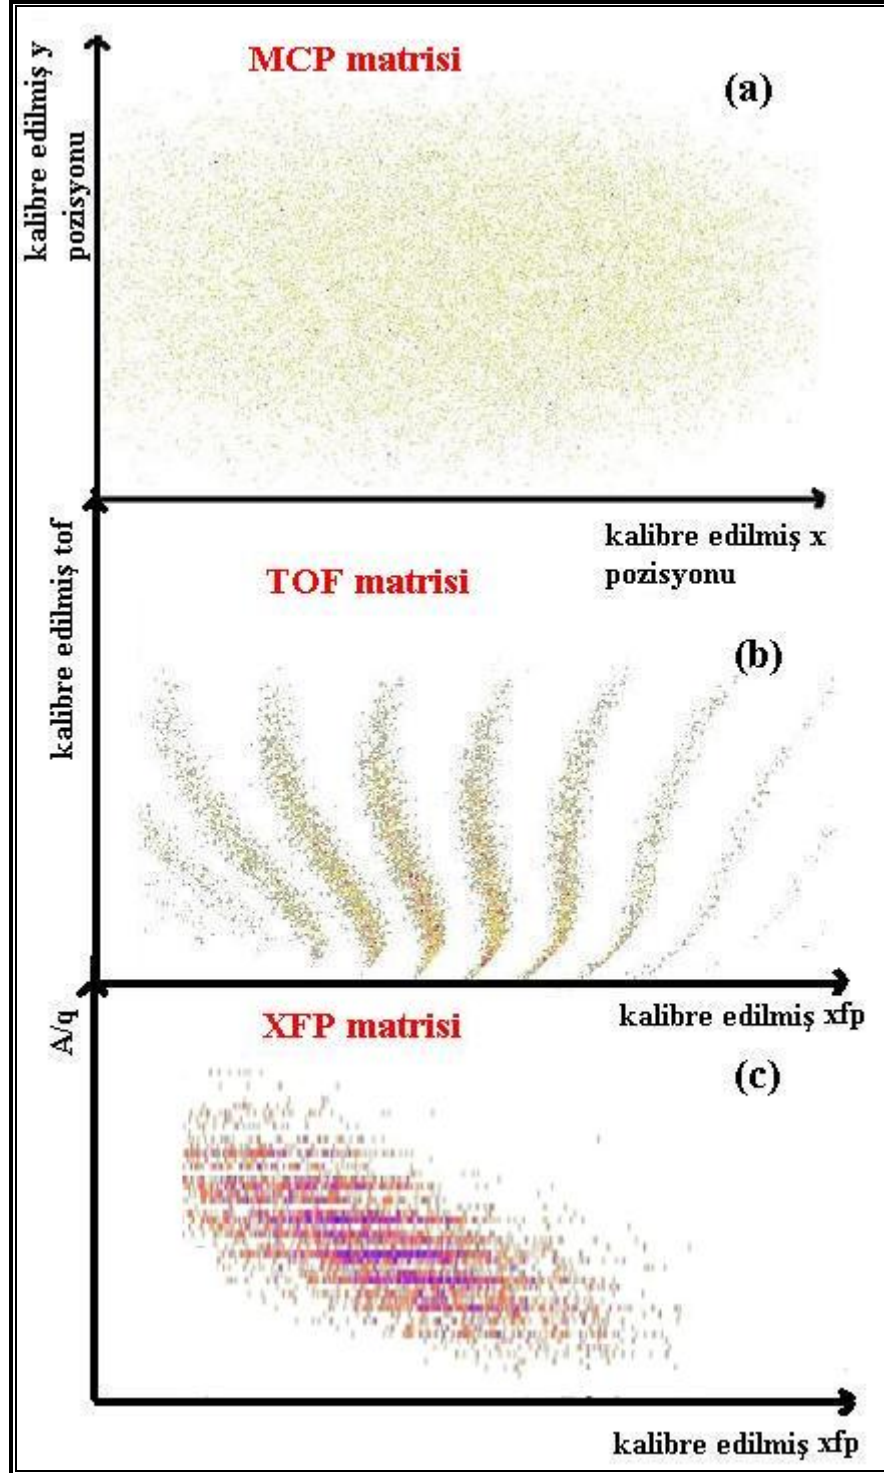 MCP matrisi
(a)
kalibre edilmiş y
pozisyonu
kalibre edilmiş x
pozisyonu
TOF matrisi
(b)
kalibre edilmiş tof
kalibre edilmiş xfp
XFP matrisi
(c)
A/q
kalibre edilmiş xfp